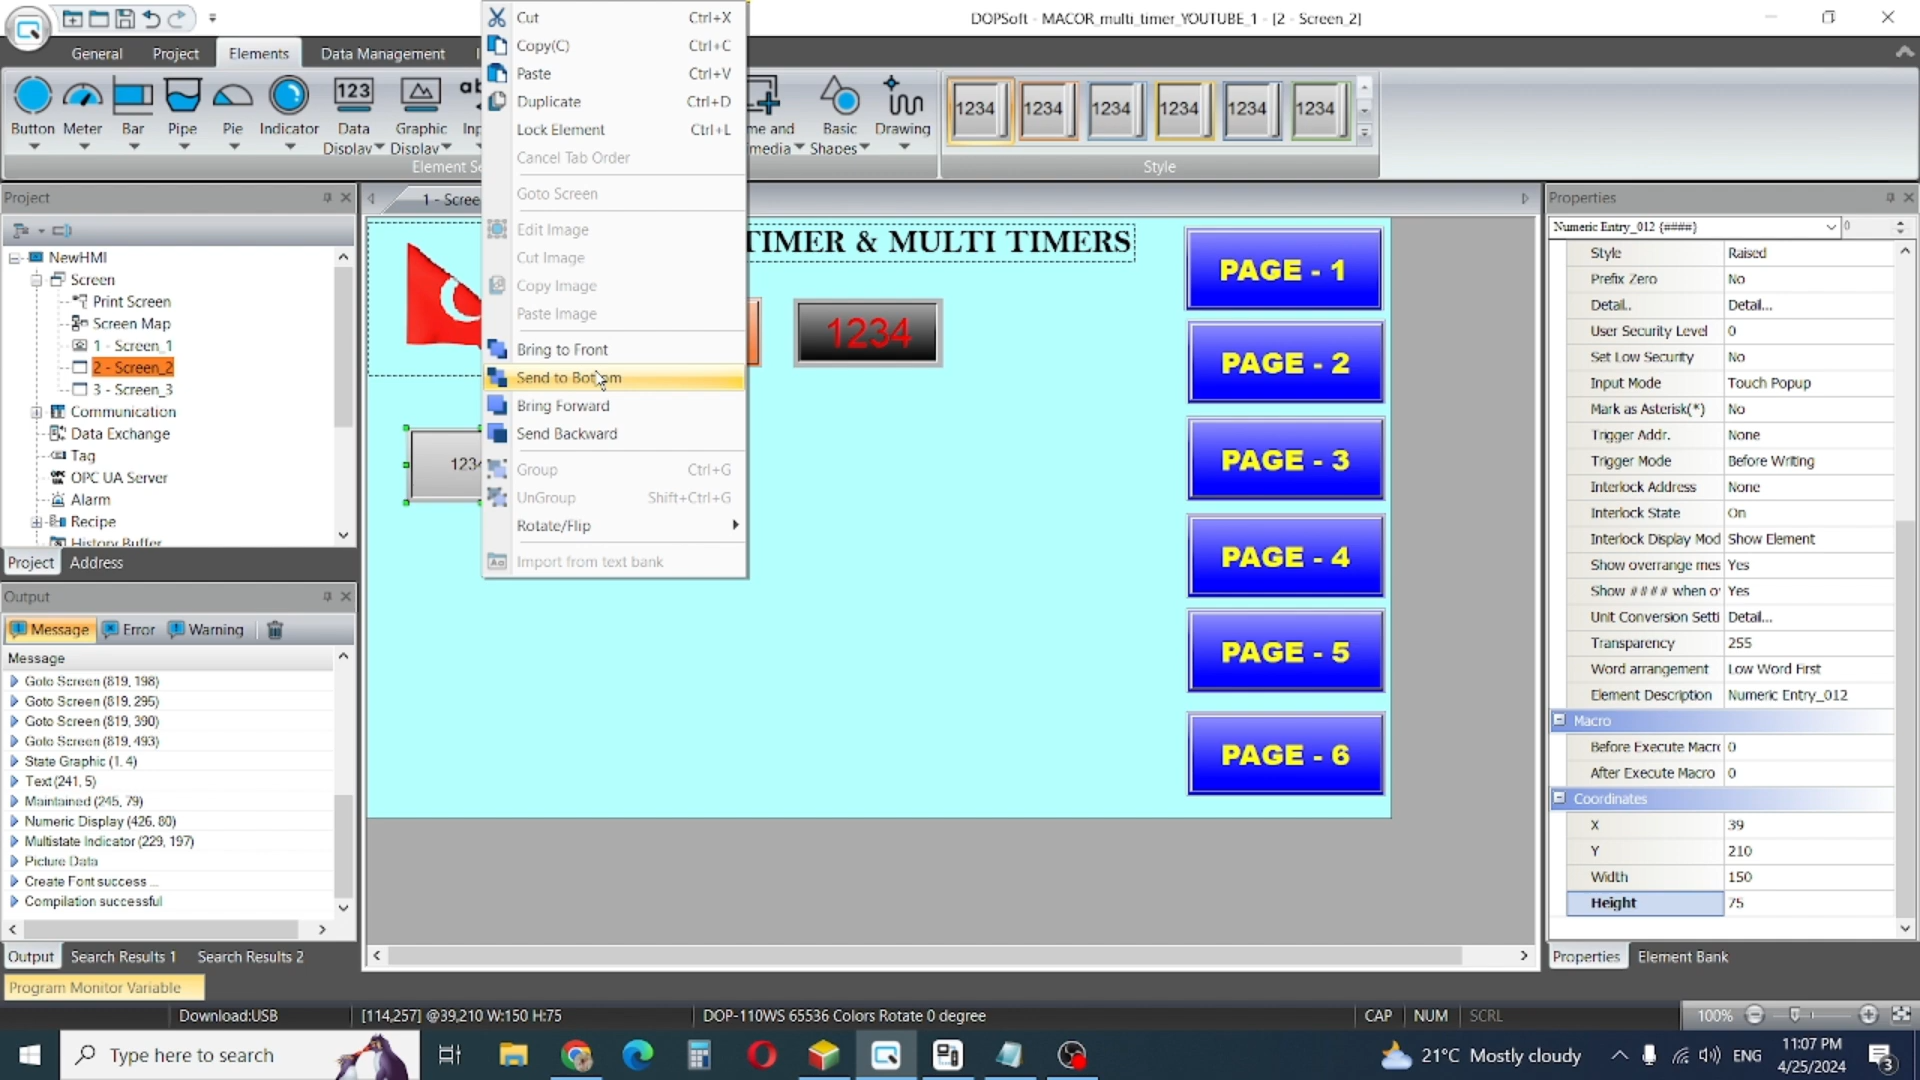 DOPSoft - MACOR_multi_timer_YOUTUBE_1 - [2 - Screen_2]
General
Project
Elements
Data Management
Button
Meter
Bar
Pipe
Pie
Indicator
123
Data
Display
Graphic
Display
Basic
Shapes
Drawing
1234
1234
1234
1234
1234
1234
Style
Cut Ctrl+X
Copy(C) Ctrl+C
Paste Ctrl+V
Duplicate Ctrl+D
Lock Element Ctrl+L
Cancel Tab Order
Goto Screen
Edit Image
Cut Image
Copy Image
Paste Image
Bring to Front
Send to Bottom
Bring Forward
Send Backward
Group Ctrl+G
UnGroup Shift+Ctrl+G
Rotate/Flip
Import from text bank
Project
NewHMI
Screen
Print Screen
Screen Map
1 - Screen_1
2 - Screen_2
3 - Screen_3
Communication
Data Exchange
Tag
OPC UA Server
Alarm
Recipe
History Buffer
Project
Address
Output
Message
Error
Warning
Message
Goto Screen (819, 198)
Goto Screen (819, 295)
Goto Screen (819, 390)
Goto Screen (819, 493)
State Graphic (1, 4)
Text (241, 5)
Maintained (245, 79)
Numeric Display (426, 80)
Multistate Indicator (229, 197)
Picture Data
Create Font success ...
Compilation successful
Output
Search Results 1
Search Results 2
Program Monitor Variable
TIMER & MULTI TIMERS
1234
PAGE - 1
PAGE - 2
PAGE - 3
PAGE - 4
PAGE - 5
PAGE - 6
Properties
Numeric Entry_012 {####}
0
Style Raised
Prefix Zero No
Detail.. Detail...
User Security Level 0
Set Low Security No
Input Mode Touch Popup
Mark as Asterisk(*) No
Trigger Addr. None
Trigger Mode Before Writing
Interlock Address None
Interlock State On
Interlock Display Mod Show Element
Show overrange mes Yes
Show #### when o Yes
Unit Conversion Setti Detail...
Transparency 255
Word arrangement Low Word First
Element Description Numeric Entry_012
Macro
Before Execute Macro 0
After Execute Macro 0
Coordinates
X 39
Y 210
Width 150
Height 75
Properties
Element Bank
Download:USB
[114,257] @39,210 W:150 H:75
DOP-110WS 65536 Colors Rotate 0 degree
CAP NUM SCRL
100%
Type here to search
21°C Mostly cloudy
ENG
11:07 PM
4/25/2024
3